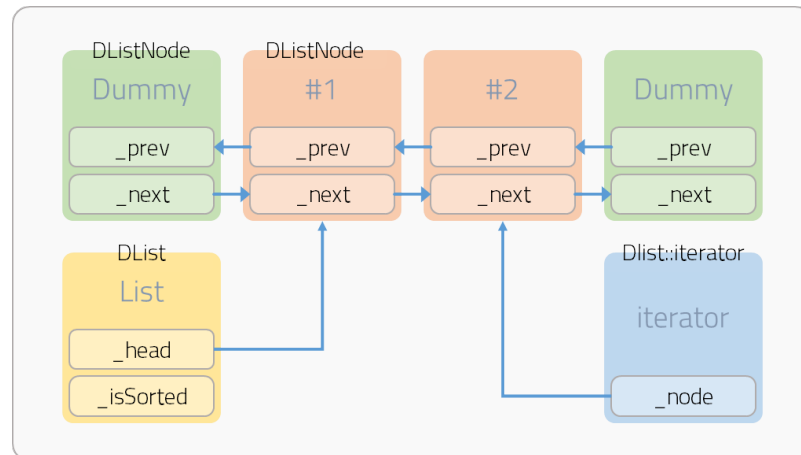 DListNode
Dummy
_prev
_next
DListNode
#1
_prev
_next
#2
_prev
_next
Dummy
_prev
_next
DList
List
_head
_isSorted
Dlist::iterator
iterator
_node